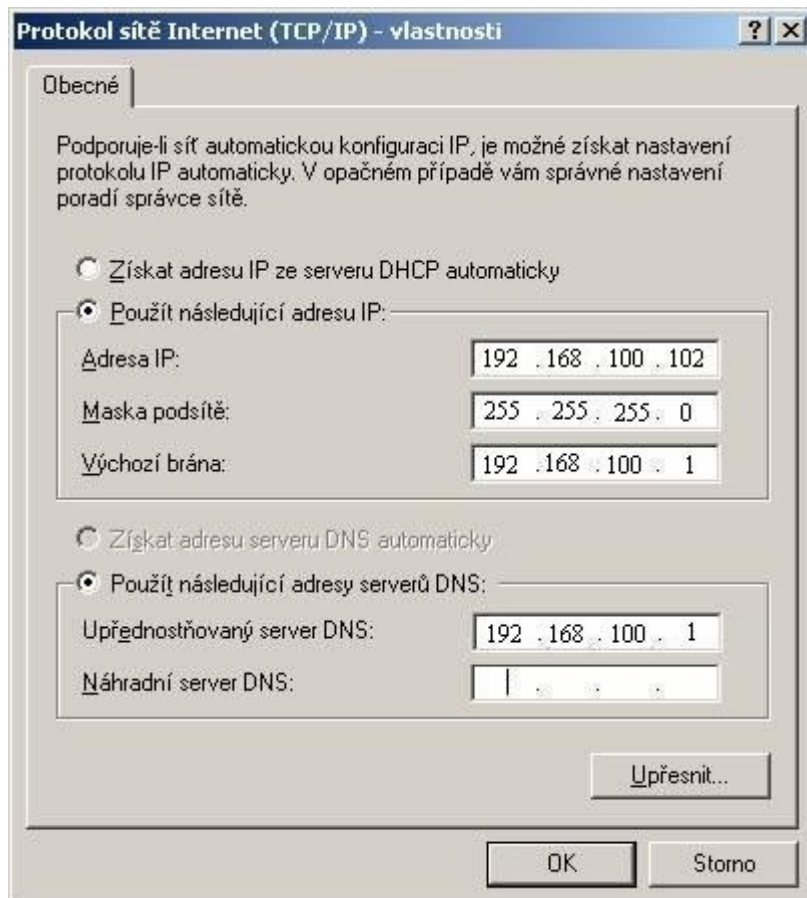 Protokol sítě Internet (TCP/IP) - vlastnosti
Obecné
Podporuje-li síť automatickou konfiguraci IP, je možné získat nastavení
protokolu IP automaticky. V opačném případě vám správné nastavení
poradí správce sítě.
Získat adresu IP ze serveru DHCP automaticky
Použít následující adresu IP:
Adresa IP: 192 . 168 . 100 . 102
Maska podsítě: 255 . 255 . 255 . 0
Výchozí brána: 192 . 168 . 100 . 1
Získat adresu serveru DNS automaticky
Použít následující adresy serverů DNS:
Upřednostňovaný server DNS: 192 . 168 . 100 . 1
Náhradní server DNS: . . .
Upřesnit...
OK Storno